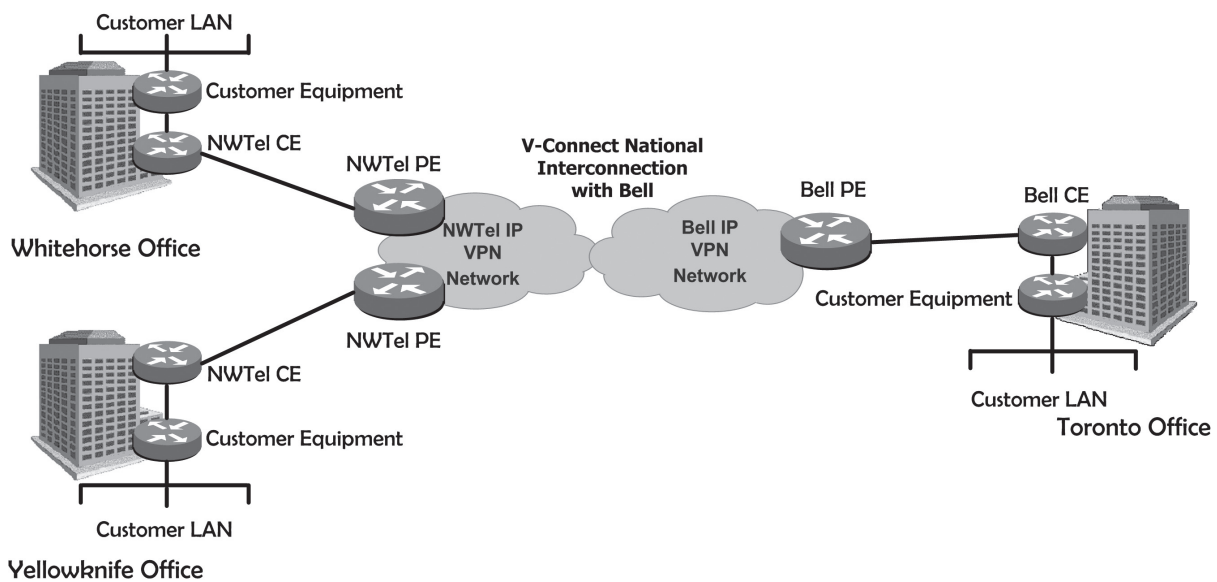 Customer LAN
Customer Equipment
NWTel CE
Whitehorse Office
NWTel PE
V-Connect National
Interconnection
with Bell
NWTel IP
VPN
Network
NWTel PE
Bell IP
VPN
Network
Bell PE
Bell CE
Customer Equipment
Customer LAN
Toronto Office
NWTel CE
Customer Equipment
Customer LAN
Yellowknife Office